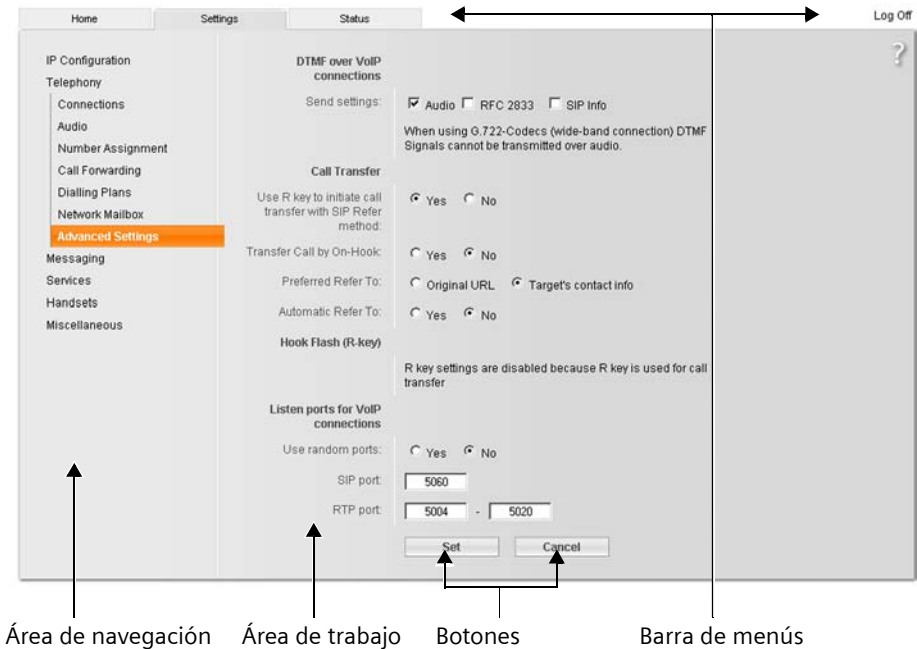 Home
Settings
Status
Log Off
?
IP Configuration
Telephony
Connections
Audio
Number Assignment
Call Forwarding
Dialling Plans
Network Mailbox
Advanced Settings
Messaging
Services
Handsets
Miscellaneous
DTMF over VoIP
connections
Send settings:
Audio RFC 2833 SIP Info
When using G.722-Codecs (wide-band connection) DTMF
Signals cannot be transmitted over audio.
Call Transfer
Use R key to initiate call
transfer with SIP Refer
method:
Yes No
Transfer Call by On-Hook:
Yes No
Preferred Refer To:
Original URL Target's contact info
Automatic Refer To:
Yes No
Hook Flash (R-key)
R key settings are disabled because R key is used for call
transfer
Listen ports for VoIP
connections
Use random ports:
Yes No
SIP port:
5060
RTP port:
5004 - 5020
Set
Cancel
Área de navegación
Área de trabajo
Botones
Barra de menús